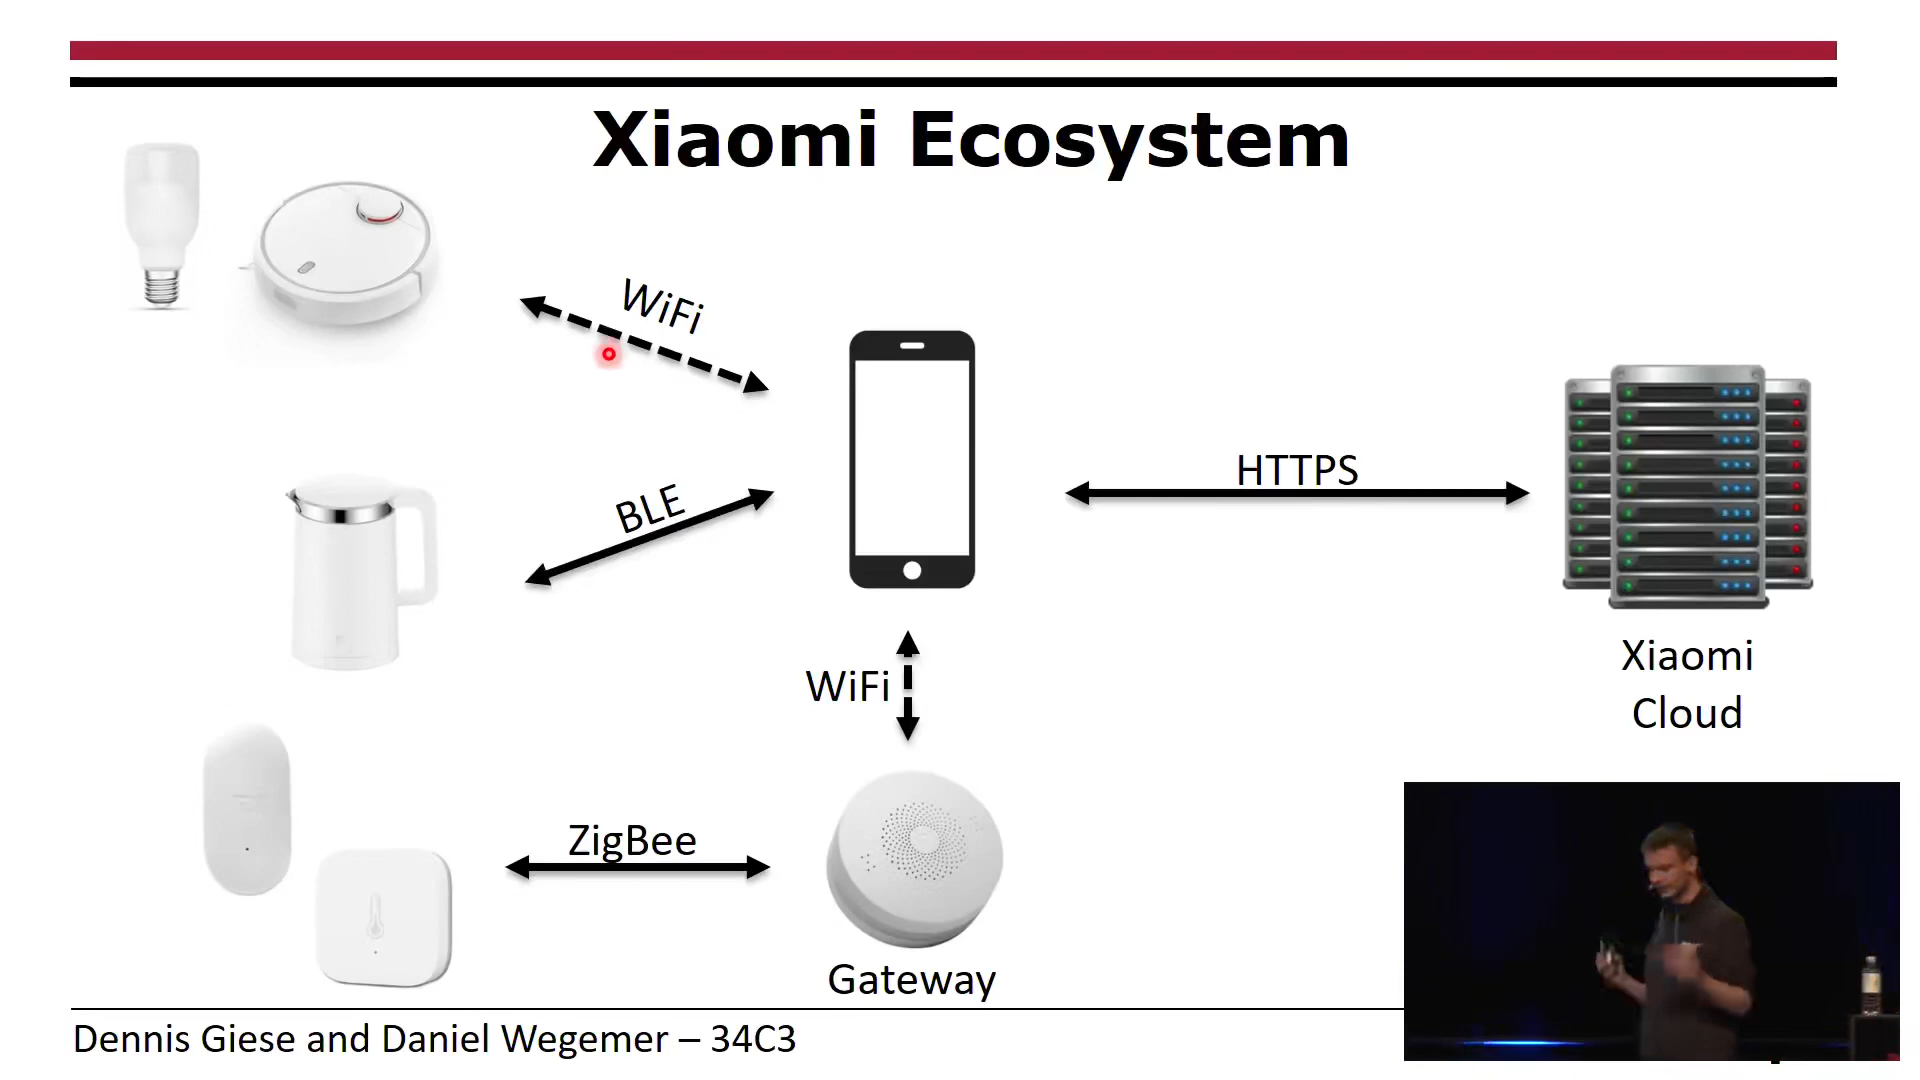 Xiaomi Ecosystem
WiFi
BLE
HTTPS
WiFi
Xiaomi
Cloud
ZigBee
Gateway
Dennis Giese and Daniel Wegemer – 34C3